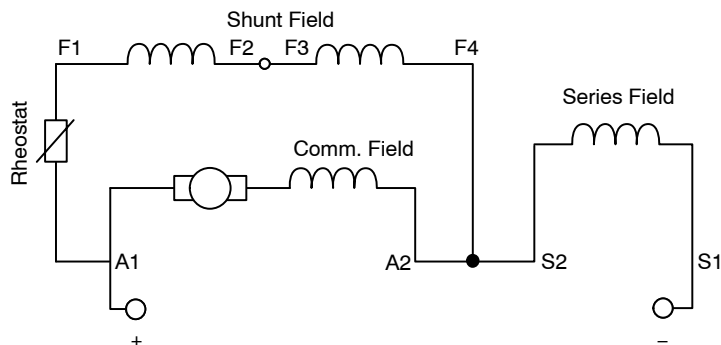 Shunt Field
F1
F2
F3
F4
Series Field
Rheostat
Comm. Field
A1
A2
S2
S1
+
–